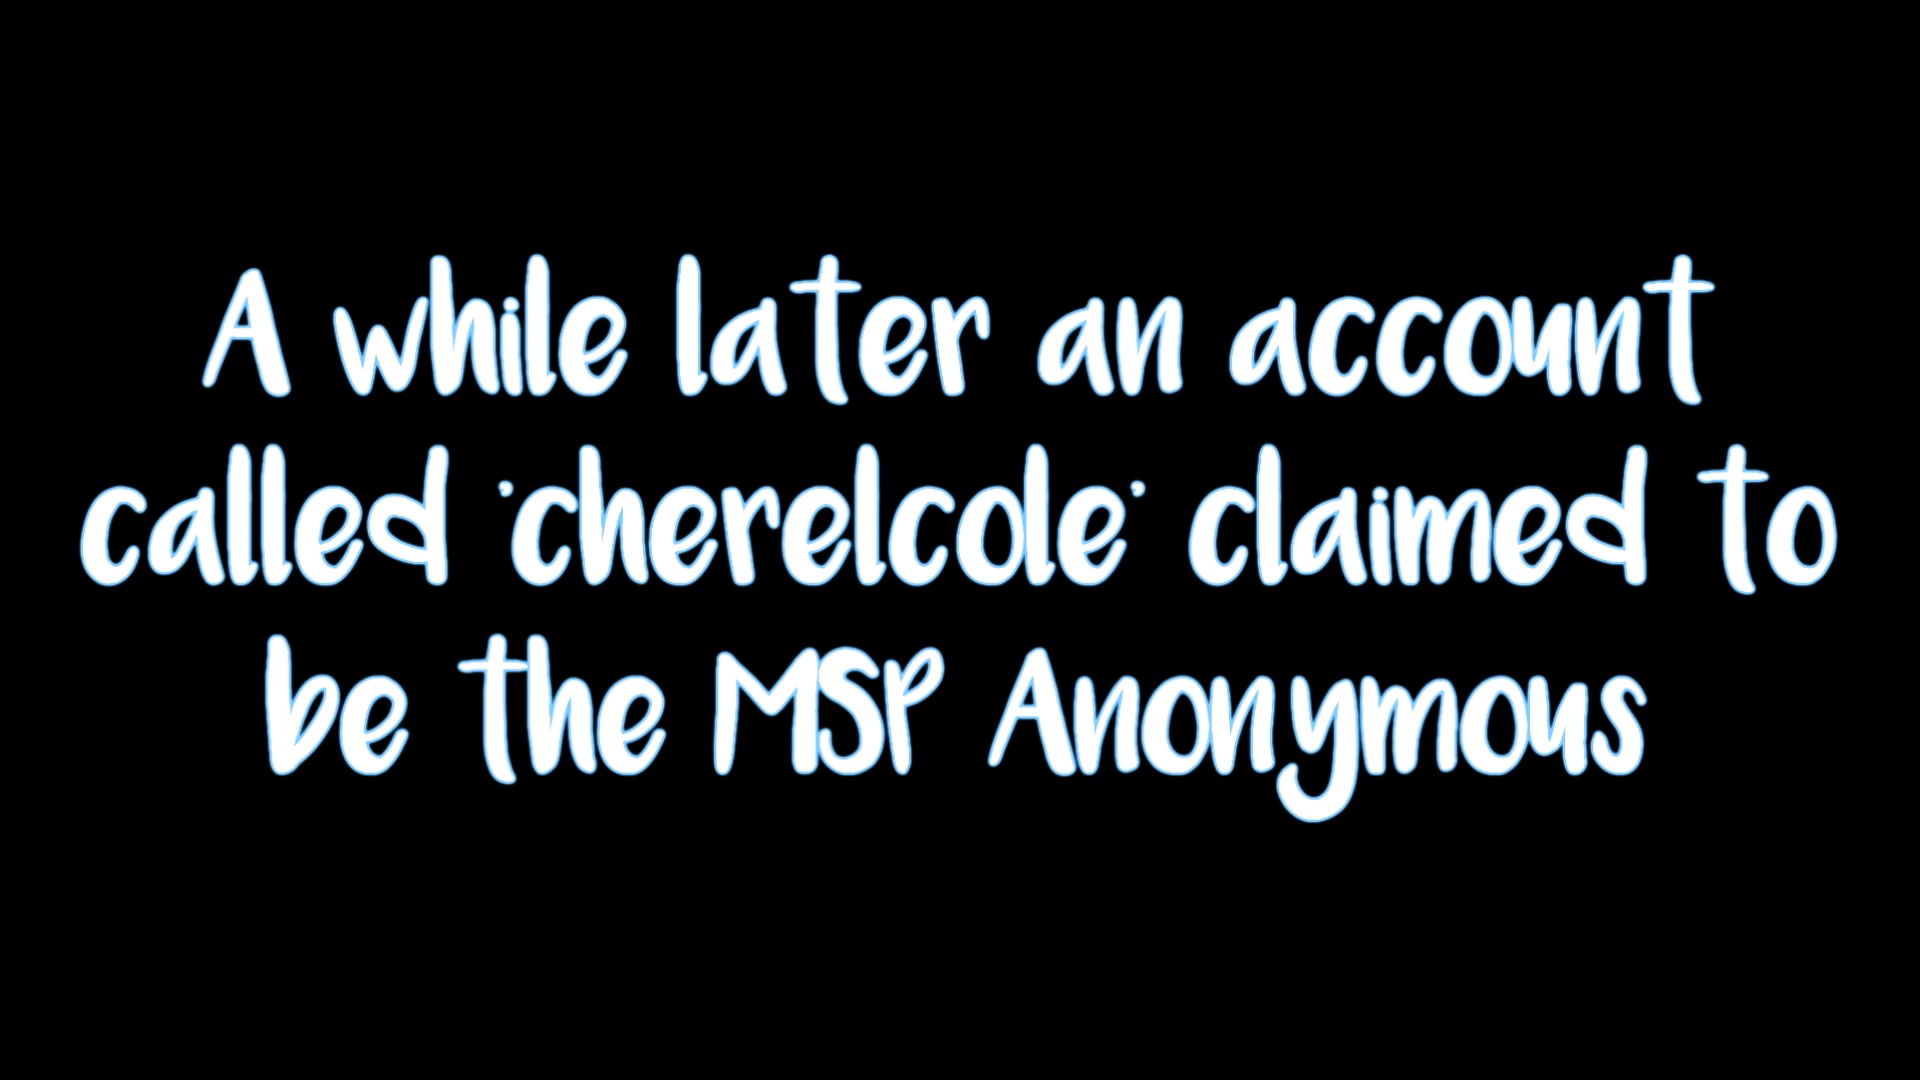 A while later an account
called 'cherelcole' claimed to
be the MSP Anonymous